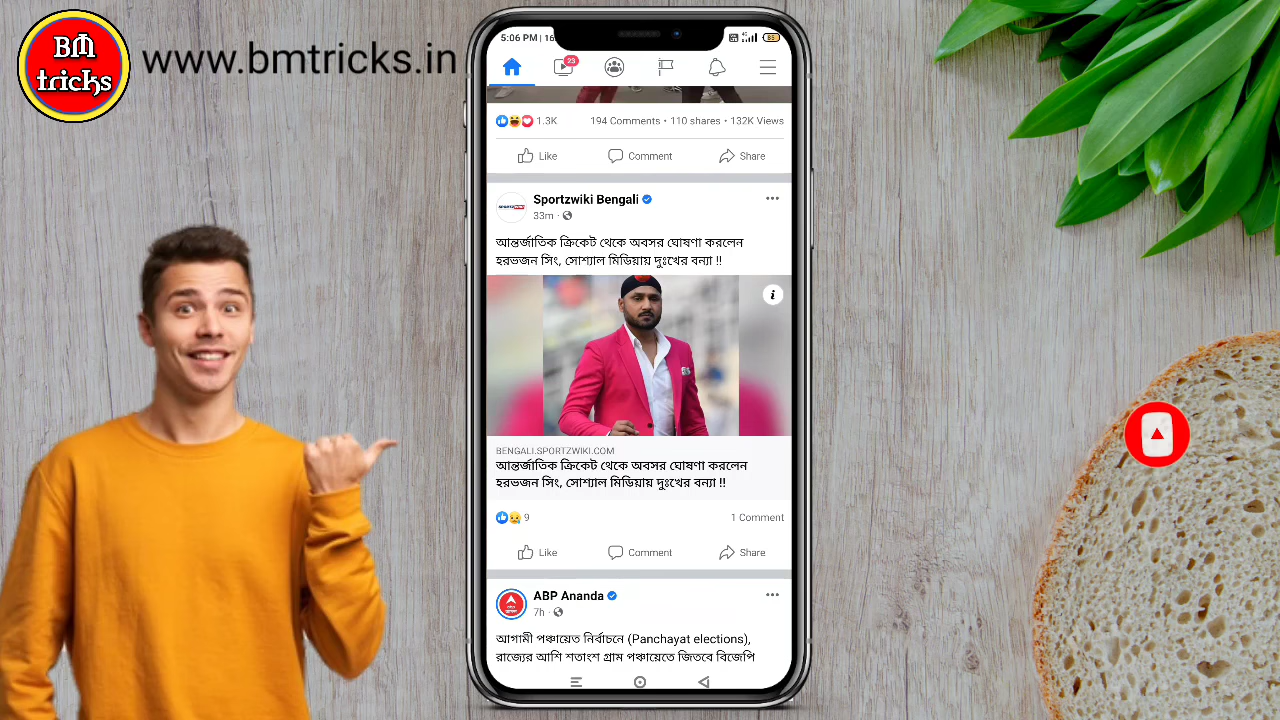 BM
tricks
www.bmtricks.in
5:06 PM | 16
4G
85
23
1.3K
194 Comments • 110 shares • 132K Views
Like
Comment
Share
Sportzwiki Bengali
33m ·
আন্তর্জাতিক ক্রিকেট থেকে অবসর ঘোষণা করলেন
হরভজন সিং, সোশ্যাল মিডিয়ায় দুঃখের বন্যা !!
BENGALI.SPORTZWIKI.COM
আন্তর্জাতিক ক্রিকেট থেকে অবসর ঘোষণা করলেন
হরভজন সিং, সোশ্যাল মিডিয়ায় দুঃখের বন্যা !!
9
1 Comment
Like
Comment
Share
ABP Ananda
7h ·
আগামী পঞ্চায়েত নির্বাচনে (Panchayat elections),
রাজ্যের আশি শতাংশ গ্রাম পঞ্চায়েতে জিতবে বিজেপি